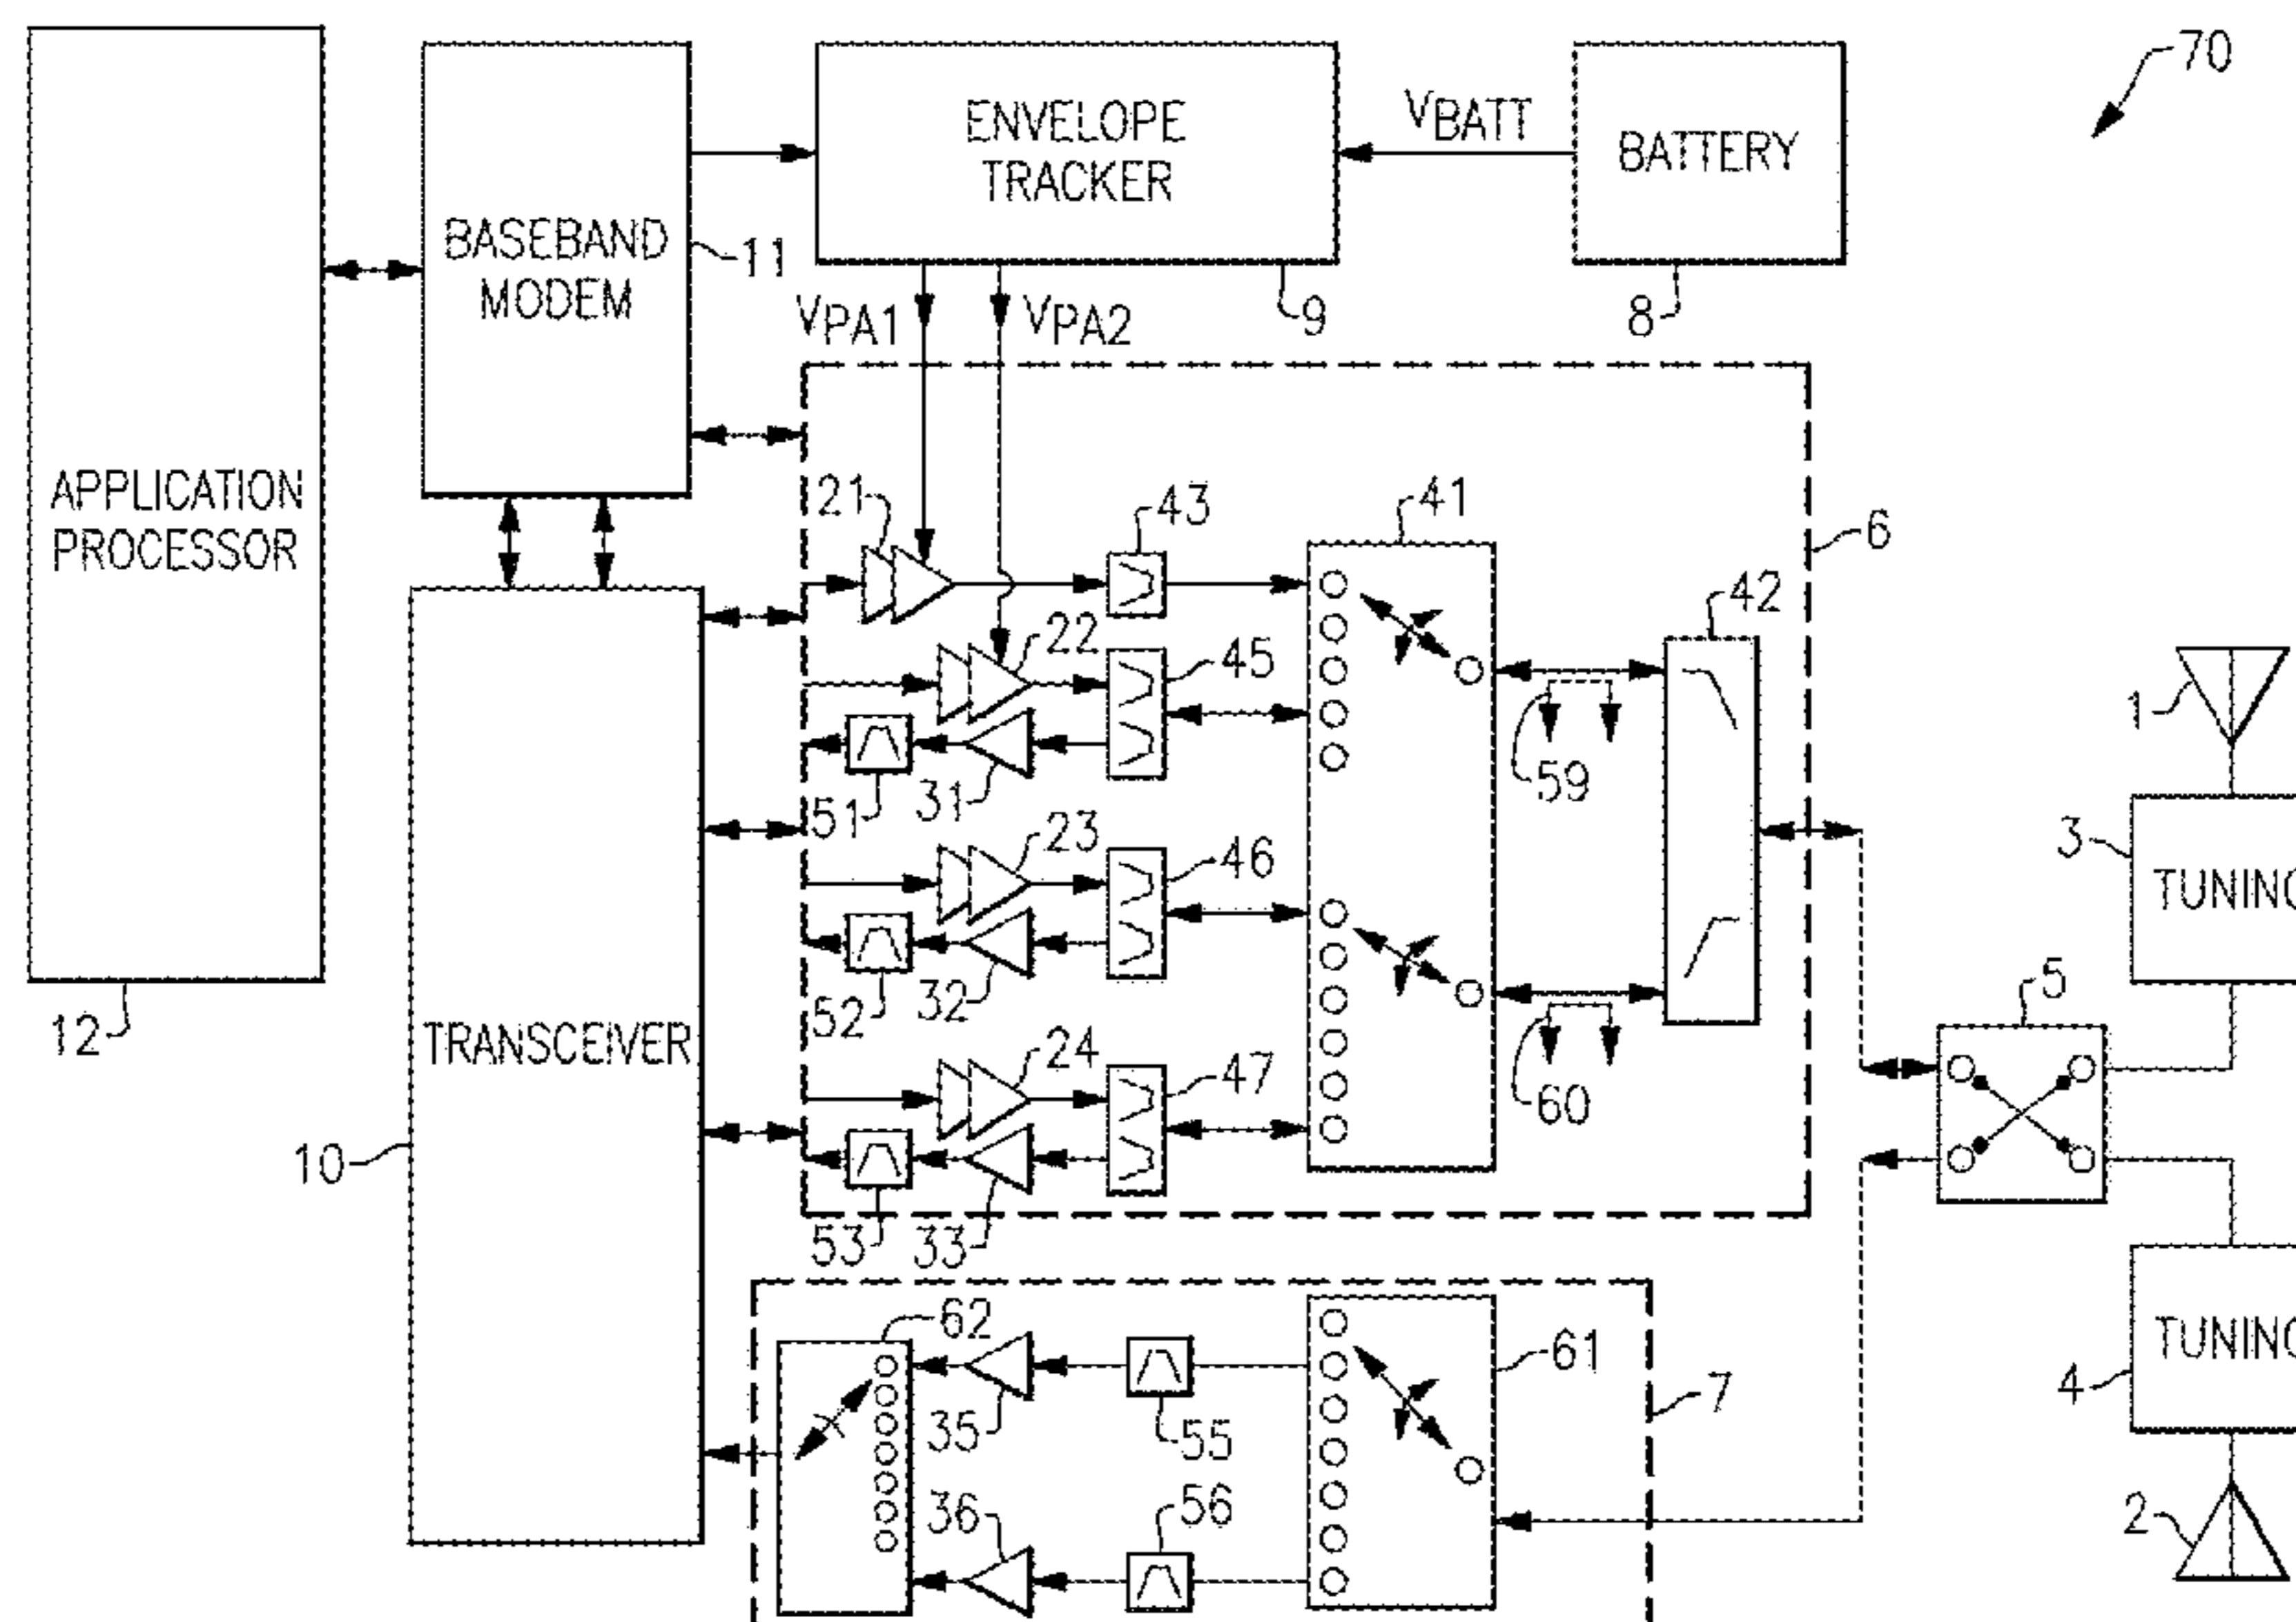 70
ENVELOPE
TRACKER
VBATT
BATTERY
BASEBAND
MODEM
11
VPA1
VPA2
9
8
APPLICATION
PROCESSOR
12
21
43
41
6
42
22
45
1
59
51
31
23
46
3
TUNING
52
32
5
TRANSCEIVER
24
47
60
10
53
33
62
61
7
4
TUNING
35
55
36
56
2